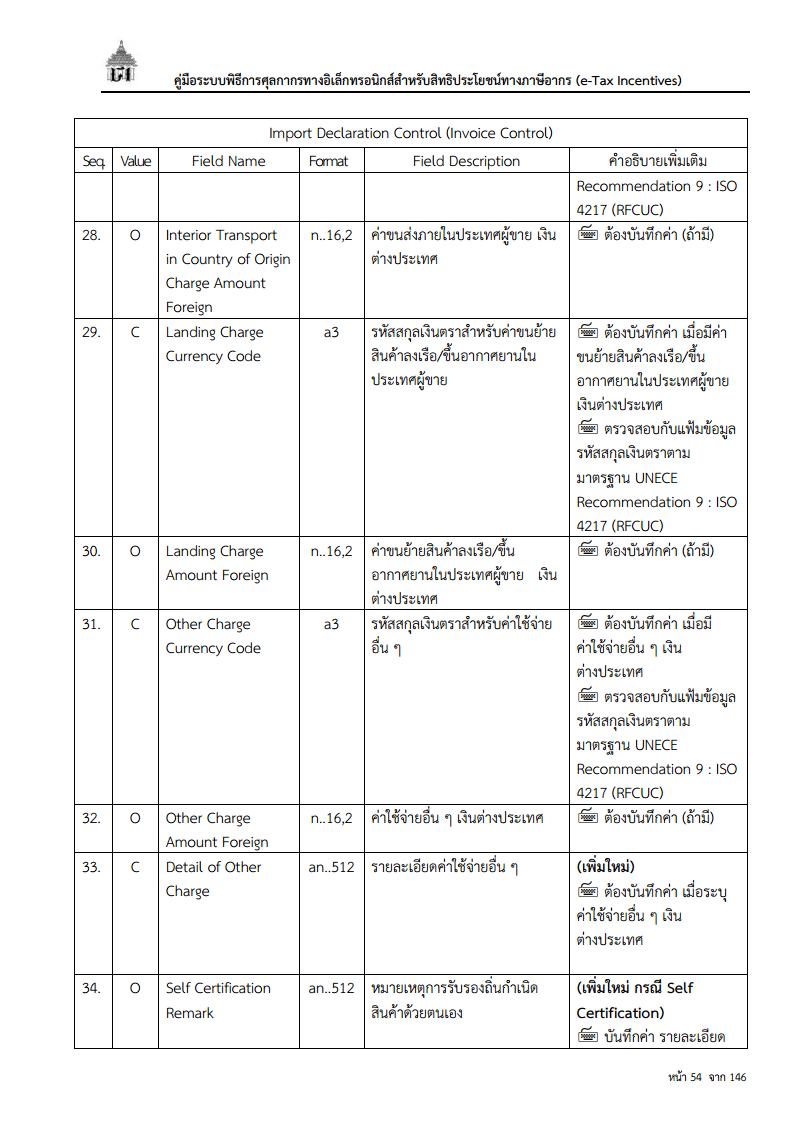 คู่มือระบบพิธีการศุลกากรทางอิเล็กทรอนิกส์สำหรับสิทธิประโยชน์ทางภาษีอากร (e-Tax Incentives)
Import Declaration Control (Invoice Control)
Seq. Value Field Name Format Field Description คำอธิบายเพิ่มเติม
Recommendation 9 : ISO
4217 (RFCUC)
28. O Interior Transport n..16,2 ค่าขนส่งภายในประเทศผู้ขาย เงิน ต้องบันทึกค่า (ถ้ามี)
in Country of Origin ต่างประเทศ
Charge Amount
Foreign
29. C Landing Charge a3 รหัสสกุลเงินตราสำหรับค่าขนย้าย ต้องบันทึกค่า เมื่อมีค่า
Currency Code สินค้าลงเรือ/ขึ้นอากาศยานใน ขนย้ายสินค้าลงเรือ/ขึ้น
ประเทศผู้ขาย อากาศยานในประเทศผู้ขาย
เงินต่างประเทศ
ตรวจสอบกับแฟ้มข้อมูล
รหัสสกุลเงินตราตาม
มาตรฐาน UNECE
Recommendation 9 : ISO
4217 (RFCUC)
30. O Landing Charge n..16,2 ค่าขนย้ายสินค้าลงเรือ/ขึ้น ต้องบันทึกค่า (ถ้ามี)
Amount Foreign อากาศยานในประเทศผู้ขาย เงิน
ต่างประเทศ
31. C Other Charge a3 รหัสสกุลเงินตราสำหรับค่าใช้จ่าย ต้องบันทึกค่า เมื่อมี
Currency Code อื่น ๆ ค่าใช้จ่ายอื่น ๆ เงิน
ต่างประเทศ
ตรวจสอบกับแฟ้มข้อมูล
รหัสสกุลเงินตราตาม
มาตรฐาน UNECE
Recommendation 9 : ISO
4217 (RFCUC)
32. O Other Charge n..16,2 ค่าใช้จ่ายอื่น ๆ เงินต่างประเทศ ต้องบันทึกค่า (ถ้ามี)
Amount Foreign
33. C Detail of Other an..512 รายละเอียดค่าใช้จ่ายอื่น ๆ (เพิ่มใหม่)
Charge ต้องบันทึกค่า เมื่อระบุ
ค่าใช้จ่ายอื่น ๆ เงิน
ต่างประเทศ
34. O Self Certification an..512 หมายเหตุการรับรองถิ่นกำเนิด (เพิ่มใหม่ กรณี Self
Remark สินค้าด้วยตนเอง Certification)
บันทึกค่า รายละเอียด
หน้า 54 จาก 146